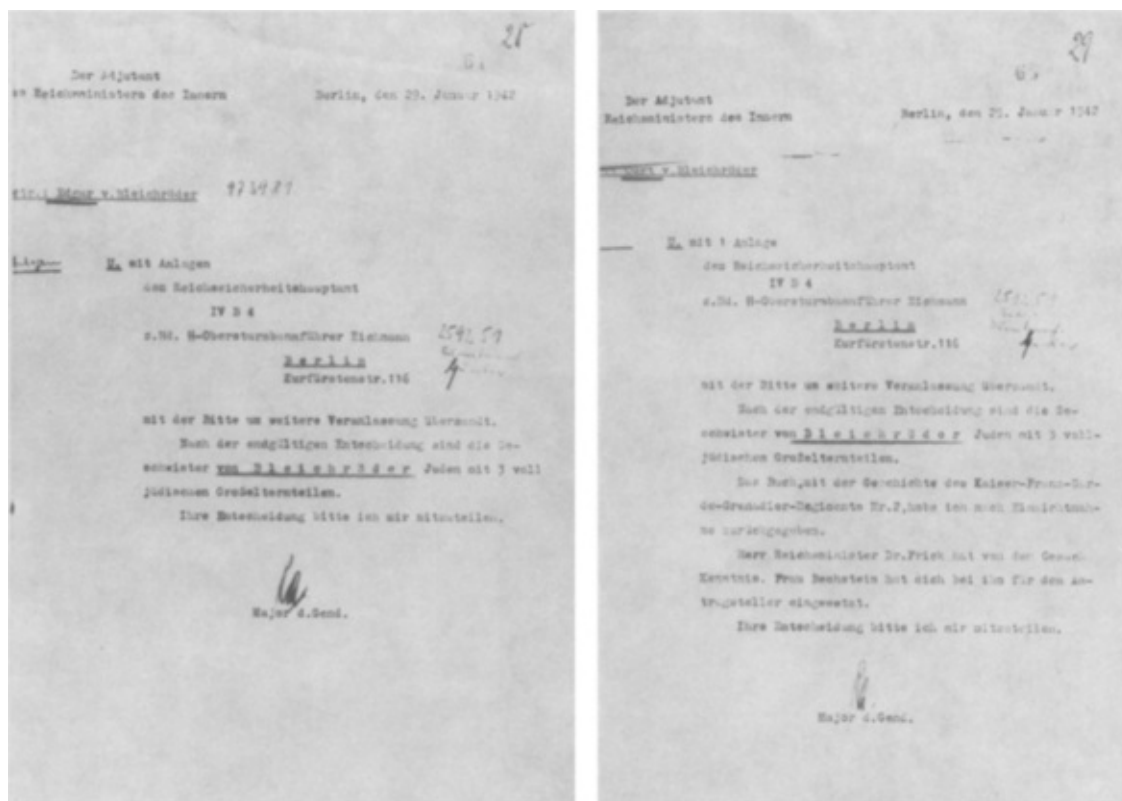 28
Der Adjutant
Reichsministers des Innern Berlin, den 29. Januar 1942
Edgar v.Bleichröder
U. mit Anlagen
dem Reichssicherheitshauptamt
IV B 4
z.Hd. Obersturmbannführer Eichmann
Berlin
Kurfürstenstr.116
mit der Bitte um weitere Veranlassung übersandt.
Nach der endgültigen Entscheidung sind die Ge-
schwister von Bleichröder Juden mit 3 voll
jüdischen Großelternteilen.
Ihre Entscheidung bitte ich mir mitzuteilen.
Major d.Gend.
29
Der Adjutant
Reichsministers des Innern Berlin, den 29. Januar 1942
v.Bleichröder
U. mit 1 Anlage
dem Reichssicherheitshauptamt
IV B 4
z.Hd. Obersturmbannführer Eichmann
Berlin
Kurfürstenstr.116
mit der Bitte um weitere Veranlassung übersandt.
Nach der endgültigen Entscheidung sind die Ge-
schwister von Bleichröder Juden mit 3 voll-
jüdischen Großelternteilen.
Das Buch,mit der Geschichte des Kaiser-Franz-Gar-
de-Grenadier-Regiments Nr.2,habe ich nach Einsichtnah-
me zurückgegeben.
Herr Reichsminister Dr.Frick hat von dem Gesuch
Kenntnis. Frau Bechstein hat sich bei ihm für den An-
tragsteller eingesetzt.
Ihre Entscheidung bitte ich mir mitzuteilen.
Major d.Gend.